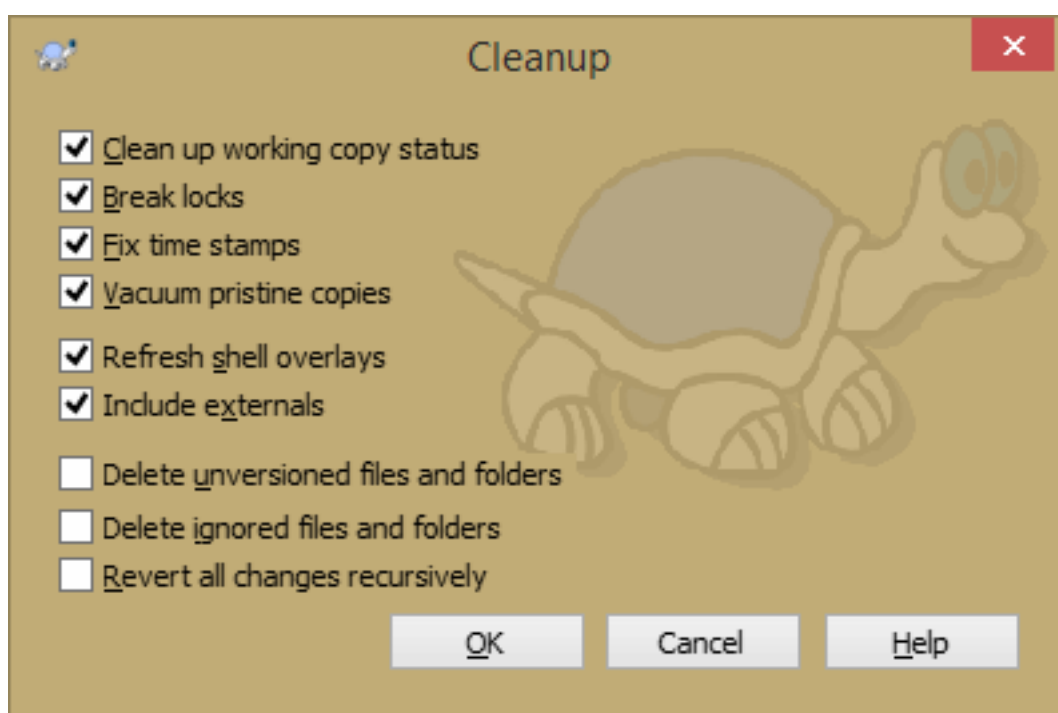 Cleanup
Clean up working copy status
Break locks
Fix time stamps
Vacuum pristine copies
Refresh shell overlays
Include externals
Delete unversioned files and folders
Delete ignored files and folders
Revert all changes recursively
OK Cancel Help